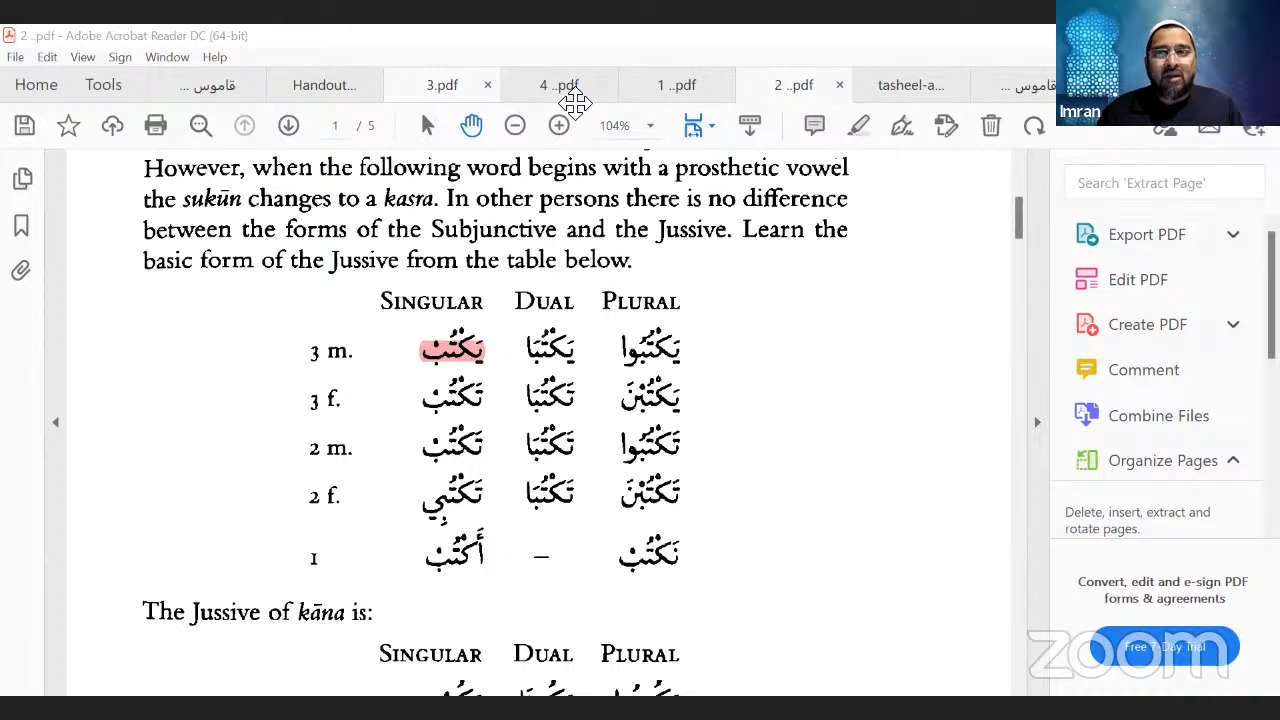 2 ..pdf - Adobe Acrobat Reader DC (64-bit)
File Edit View Sign Window Help
Home Tools قاموس ... Handout... 3.pdf × 4 ..pdf 1 ..pdf 2 ..pdf × tasheel-a... قاموس ...
1 / 5 104%
Imran
However, when the following word begins with a prosthetic vowel
the sukūn changes to a kasra. In other persons there is no difference
between the forms of the Subjunctive and the Jussive. Learn the
basic form of the Jussive from the table below.
SINGULAR DUAL PLURAL
3 m. يَكْتُبْ يَكْتُبَا يَكْتُبُوا
3 f. تَكْتُبْ تَكْتُبَا يَكْتُبْنَ
2 m. تَكْتُبْ تَكْتُبَا تَكْتُبُوا
2 f. تَكْتُبِي تَكْتُبَا تَكْتُبْنَ
1 أَكْتُبْ – نَكْتُبْ
The Jussive of kāna is:
SINGULAR DUAL PLURAL
Search 'Extract Page'
Export PDF
Edit PDF
Create PDF
Comment
Combine Files
Organize Pages
Delete, insert, extract and
rotate pages.
Convert, edit and e-sign PDF
forms & agreements
Free 7-Day Trial
zoom